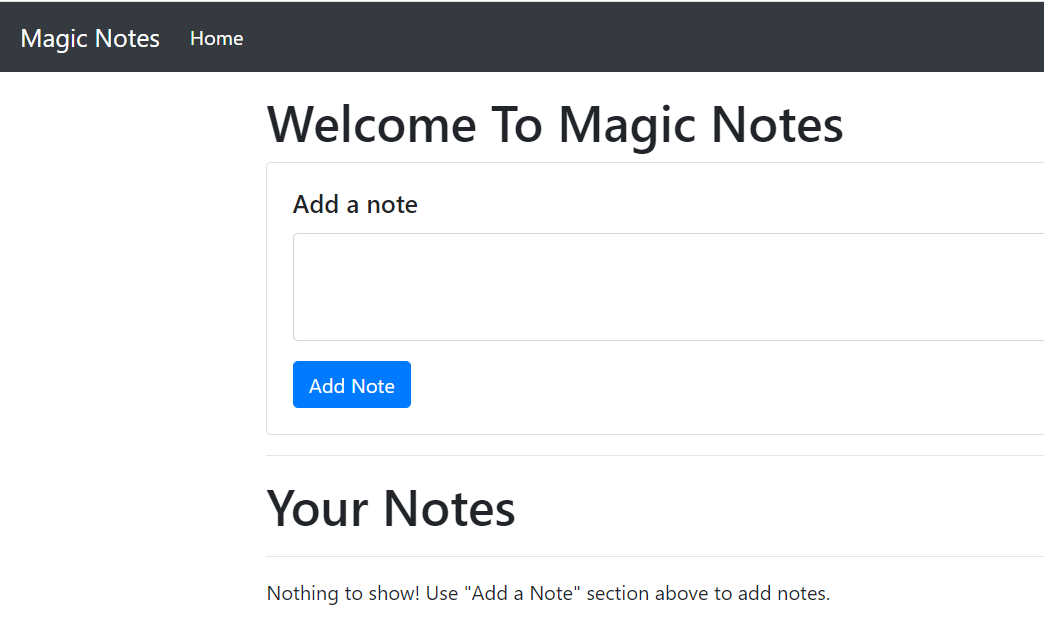 Magic Notes Home
Welcome To Magic Notes
Add a note
Add Note
Your Notes
Nothing to show! Use "Add a Note" section above to add notes.